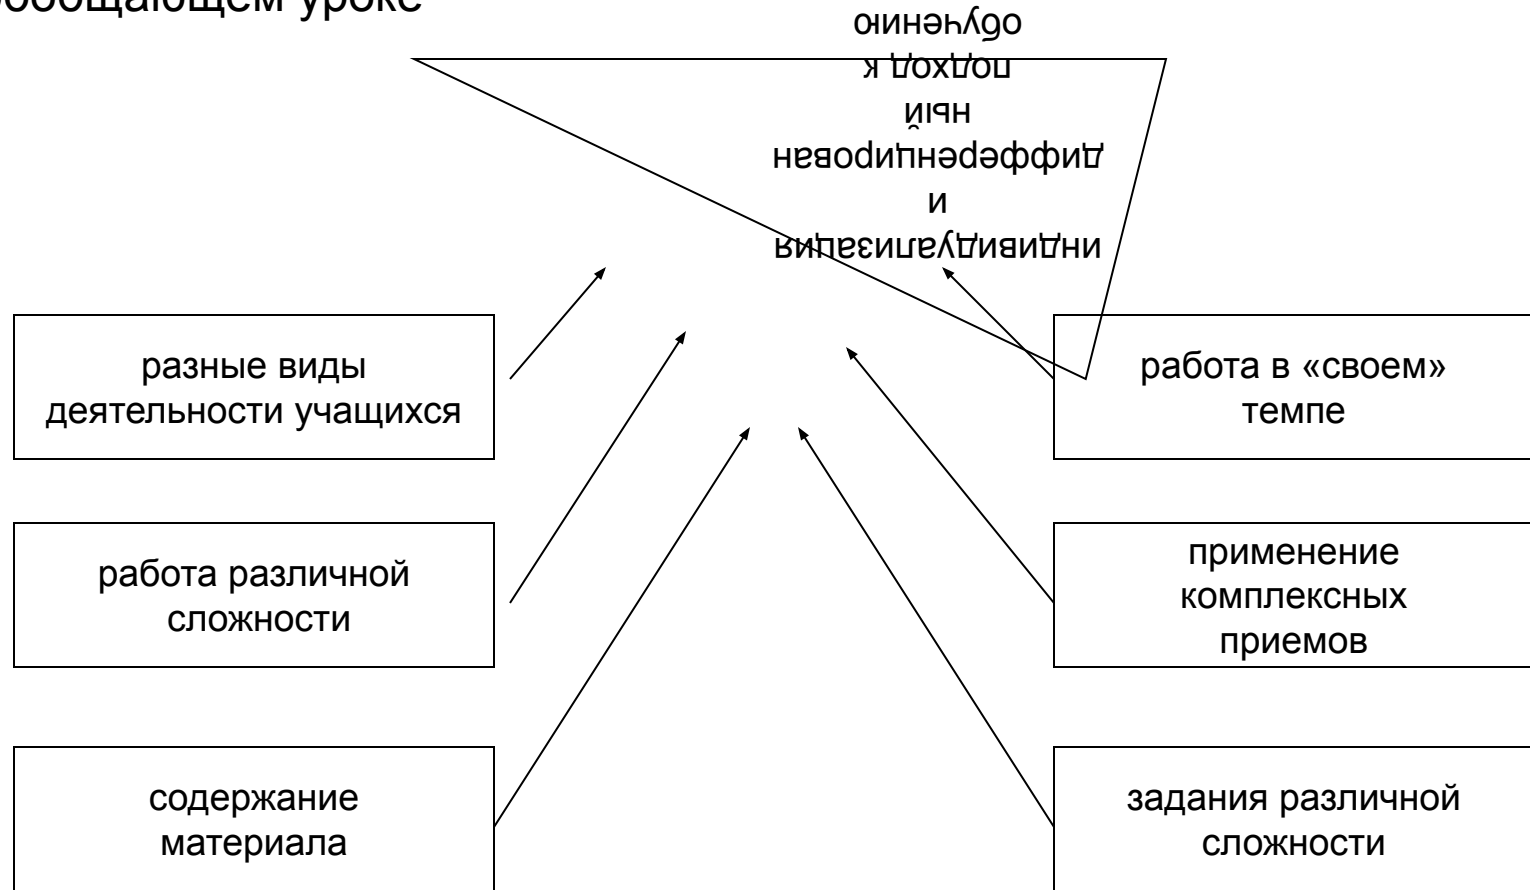 обобщающем уроке
индивидуализация
и
дифференцирован
ный
подход к
обучению
разные виды
деятельности учащихся
работа в «своем»
темпе
работа различной
сложности
применение
комплексных
приемов
содержание
материала
задания различной
сложности